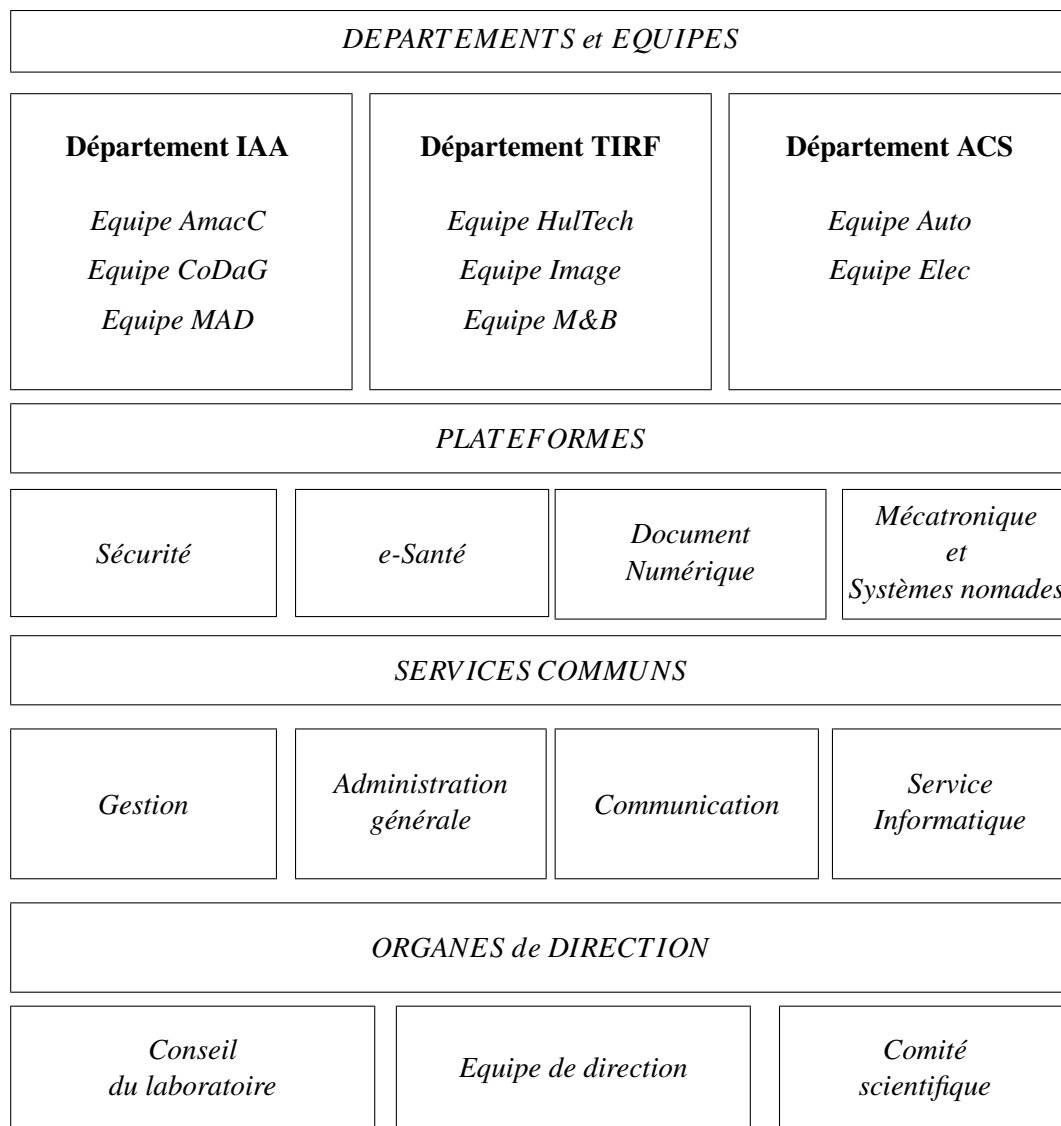 DEPARTEMENTS et EQUIPES
Département IAA
Equipe AmacC
Equipe CoDaG
Equipe MAD
Département TIRF
Equipe HulTech
Equipe Image
Equipe M&B
Département ACS
Equipe Auto
Equipe Elec
PLATEFORMES
Sécurité
e-Santé
Document
Numérique
Mécatronique
et
Systèmes nomades
SERVICES COMMUNS
Gestion
Administration
générale
Communication
Service
Informatique
ORGANES de DIRECTION
Conseil
du laboratoire
Equipe de direction
Comité
scientifique